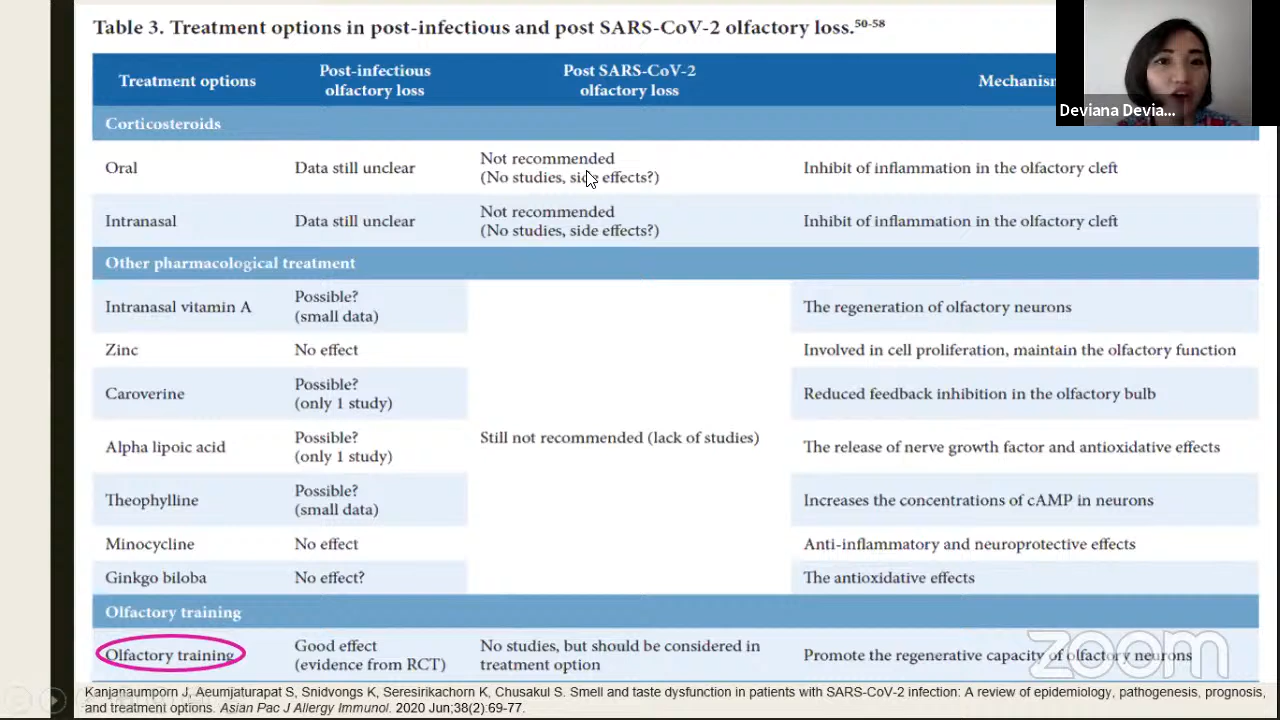 Table 3. Treatment options in post-infectious and post SARS-CoV-2 olfactory loss.50-58
Treatment options
Post-infectious
olfactory loss
Post SARS-CoV-2
olfactory loss
Mechanism
Deviana Devia...
Corticosteroids
Oral
Data still unclear
Not recommended
(No studies, side effects?)
Inhibit of inflammation in the olfactory cleft
Intranasal
Data still unclear
Not recommended
(No studies, side effects?)
Inhibit of inflammation in the olfactory cleft
Other pharmacological treatment
Intranasal vitamin A
Possible?
(small data)
The regeneration of olfactory neurons
Zinc
No effect
Involved in cell proliferation, maintain the olfactory function
Caroverine
Possible?
(only 1 study)
Reduced feedback inhibition in the olfactory bulb
Still not recommended (lack of studies)
Alpha lipoic acid
Possible?
(only 1 study)
The release of nerve growth factor and antioxidative effects
Theophylline
Possible?
(small data)
Increases the concentrations of cAMP in neurons
Minocycline
No effect
Anti-inflammatory and neuroprotective effects
Ginkgo biloba
No effect?
The antioxidative effects
Olfactory training
Olfactory training
Good effect
(evidence from RCT)
No studies, but should be considered in
treatment option
Promote the regenerative capacity of olfactory neurons
zoom
Kanjanaumporn J, Aeumjaturapat S, Snidvongs K, Seresirikachorn K, Chusakul S. Smell and taste dysfunction in patients with SARS-CoV-2 infection: A review of epidemiology, pathogenesis, prognosis,
and treatment options. Asian Pac J Allergy Immunol. 2020 Jun;38(2):69-77.